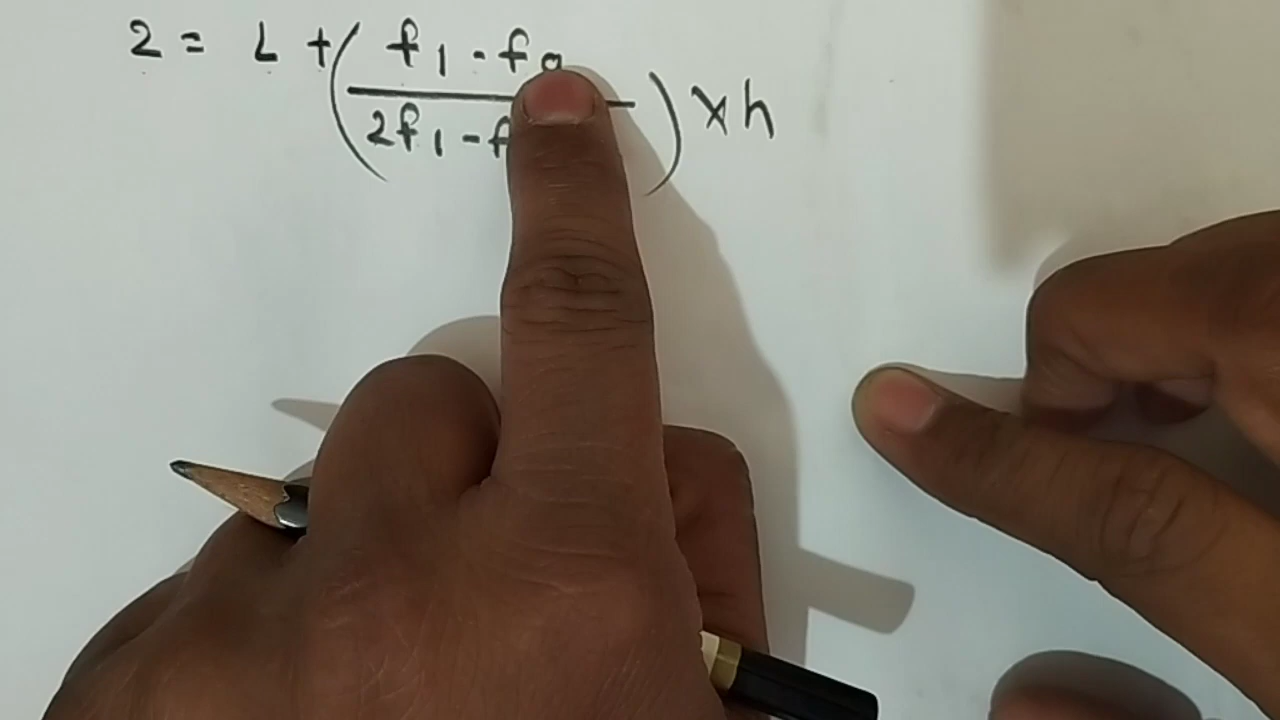 2 = L + (f1 - f0 / 2f1 - f) × h